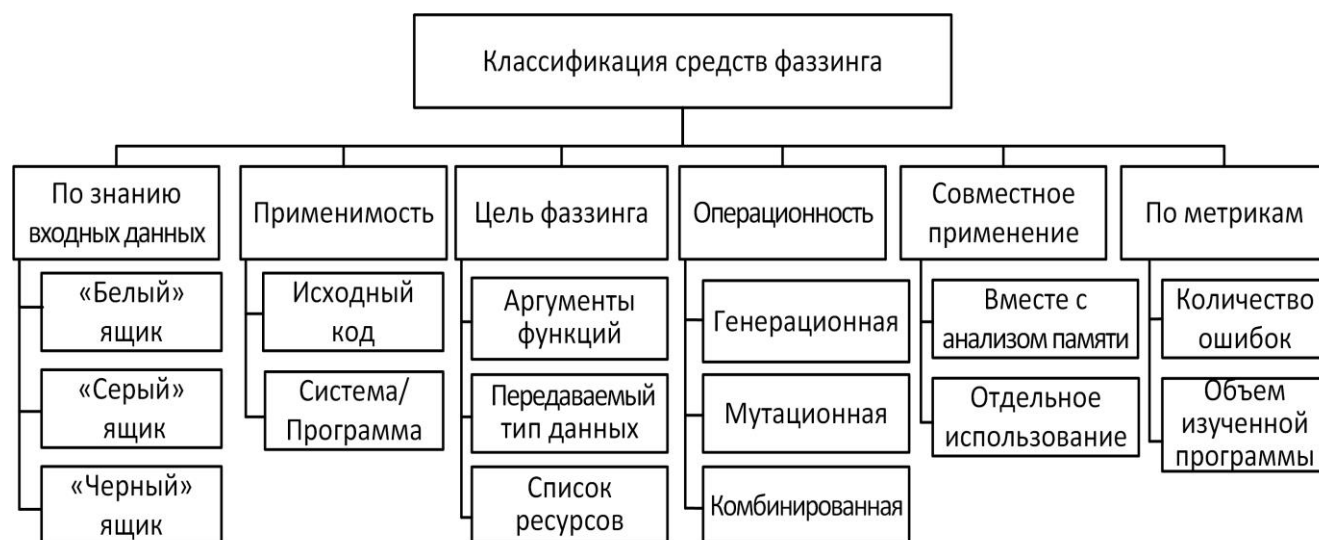 Классификация средств фаззинга
По знанию
входных данных
«Белый»
ящик
«Серый»
ящик
«Черный»
ящик
Применимость
Исходный
код
Система/
Программа
Цель фаззинга
Аргументы
функций
Передаваемый
тип данных
Список
ресурсов
Операционность
Генерационная
Мутационная
Комбинированная
Совместное
применение
Вместе с
анализом памяти
Отдельное
использование
По метрикам
Количество
ошибок
Объем
изученной
программы